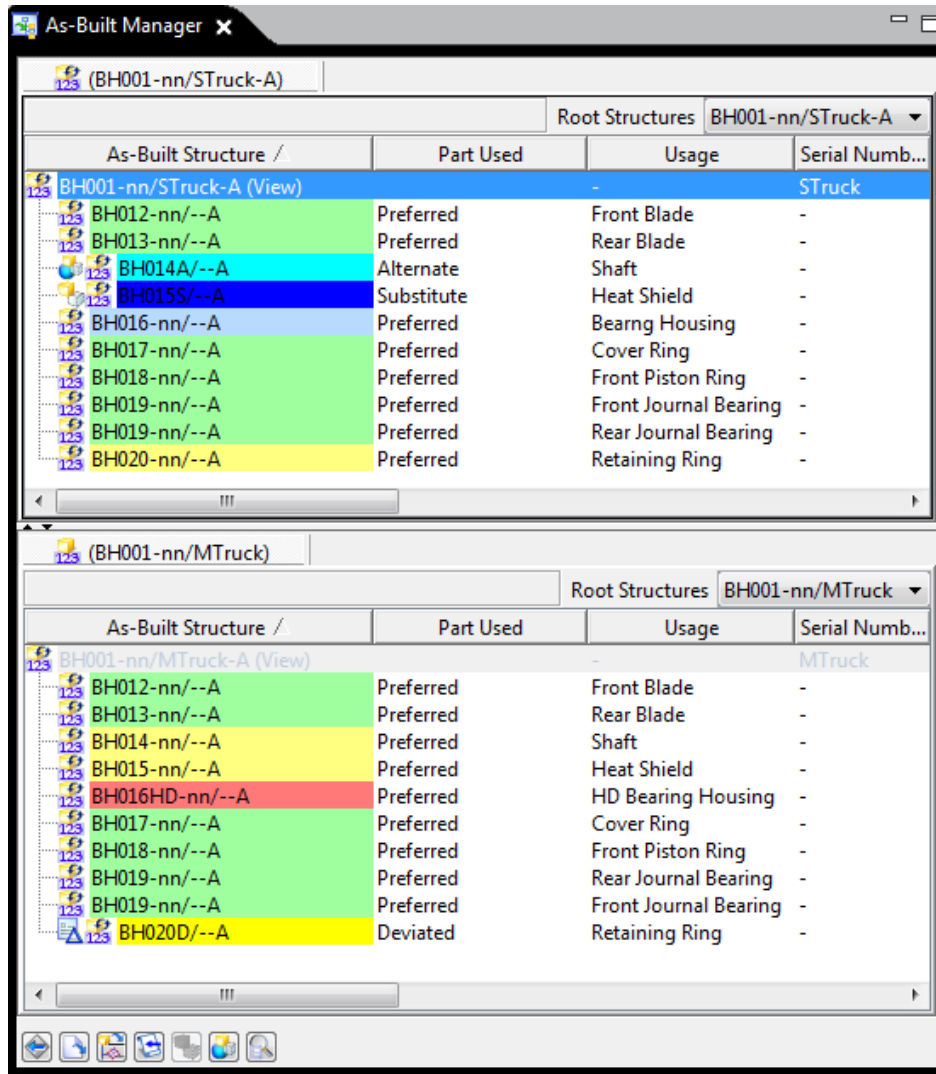 As-Built Manager
(BH001-nn/STruck-A)
Root Structures BH001-nn/STruck-A
As-Built Structure Part Used Usage Serial Numb...
BH001-nn/STruck-A (View) - STruck
BH012-nn/--A Preferred Front Blade -
BH013-nn/--A Preferred Rear Blade -
BH014A/--A Alternate Shaft -
BH015S/--A Substitute Heat Shield -
BH016-nn/--A Preferred Bearng Housing -
BH017-nn/--A Preferred Cover Ring -
BH018-nn/--A Preferred Front Piston Ring -
BH019-nn/--A Preferred Front Journal Bearing -
BH019-nn/--A Preferred Rear Journal Bearing -
BH020-nn/--A Preferred Retaining Ring -
(BH001-nn/MTruck)
Root Structures BH001-nn/MTruck
As-Built Structure Part Used Usage Serial Numb...
BH001-nn/MTruck-A (View) - MTruck
BH012-nn/--A Preferred Front Blade -
BH013-nn/--A Preferred Rear Blade -
BH014-nn/--A Preferred Shaft -
BH015-nn/--A Preferred Heat Shield -
BH016HD-nn/--A Preferred HD Bearing Housing -
BH017-nn/--A Preferred Cover Ring -
BH018-nn/--A Preferred Front Piston Ring -
BH019-nn/--A Preferred Rear Journal Bearing -
BH019-nn/--A Preferred Front Journal Bearing -
BH020D/--A Deviated Retaining Ring -